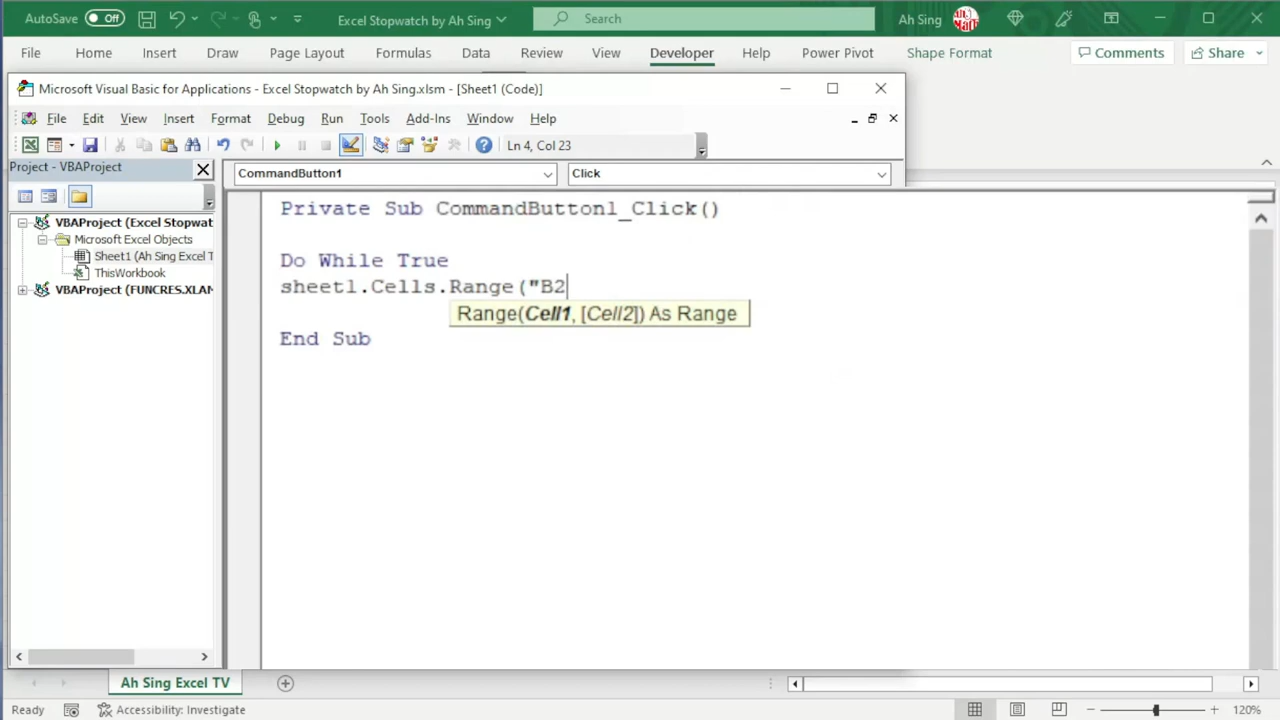 AutoSave Off Excel Stopwatch by Ah Sing Search Ah Sing
File Home Insert Draw Page Layout Formulas Data Review View Developer Help Power Pivot Shape Format Comments Share
Microsoft Visual Basic for Applications - Excel Stopwatch by Ah Sing.xlsm - [Sheet1 (Code)]
File Edit View Insert Format Debug Run Tools Add-Ins Window Help
Ln 4, Col 23
Project - VBAProject
CommandButton1 Click
VBAProject (Excel Stopwat
Microsoft Excel Objects
Sheet1 (Ah Sing Excel T
ThisWorkbook
VBAProject (FUNCRES.XLAM
Private Sub CommandButton1_Click()
Do While True
sheet1.Cells.Range("B2
Range(Cell1, [Cell2]) As Range
End Sub
Ah Sing Excel TV
Ready Accessibility: Investigate 120%